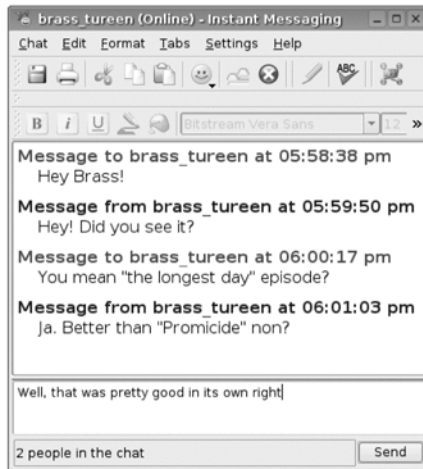 brass_tureen (Online) - Instant Messaging
Chat Edit Format Tabs Settings Help
ABC
B i U Bitstream Vera Sans 12 »
Message to brass_tureen at 05:58:38 pm
Hey Brass!
Message from brass_tureen at 05:59:50 pm
Hey! Did you see it?
Message to brass_tureen at 06:00:17 pm
You mean "the longest day" episode?
Message from brass_tureen at 06:01:03 pm
Ja. Better than "Promicide" non?
Well, that was pretty good in its own right
2 people in the chat Send